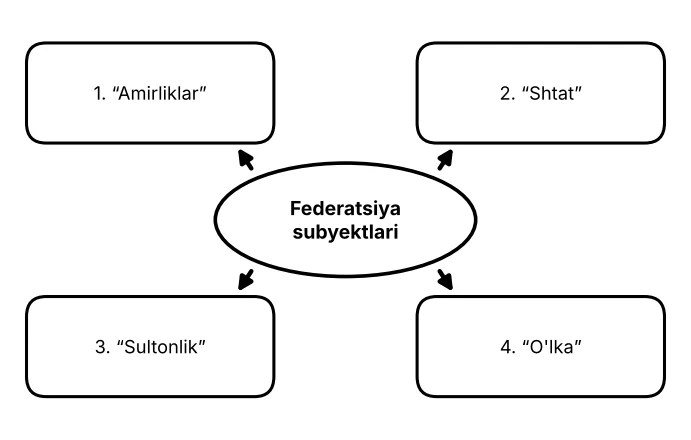 1. “Amirliklar”
2. “Shtat”
Federatsiya
subyektlari
3. “Sultonlik”
4. “O'lka”